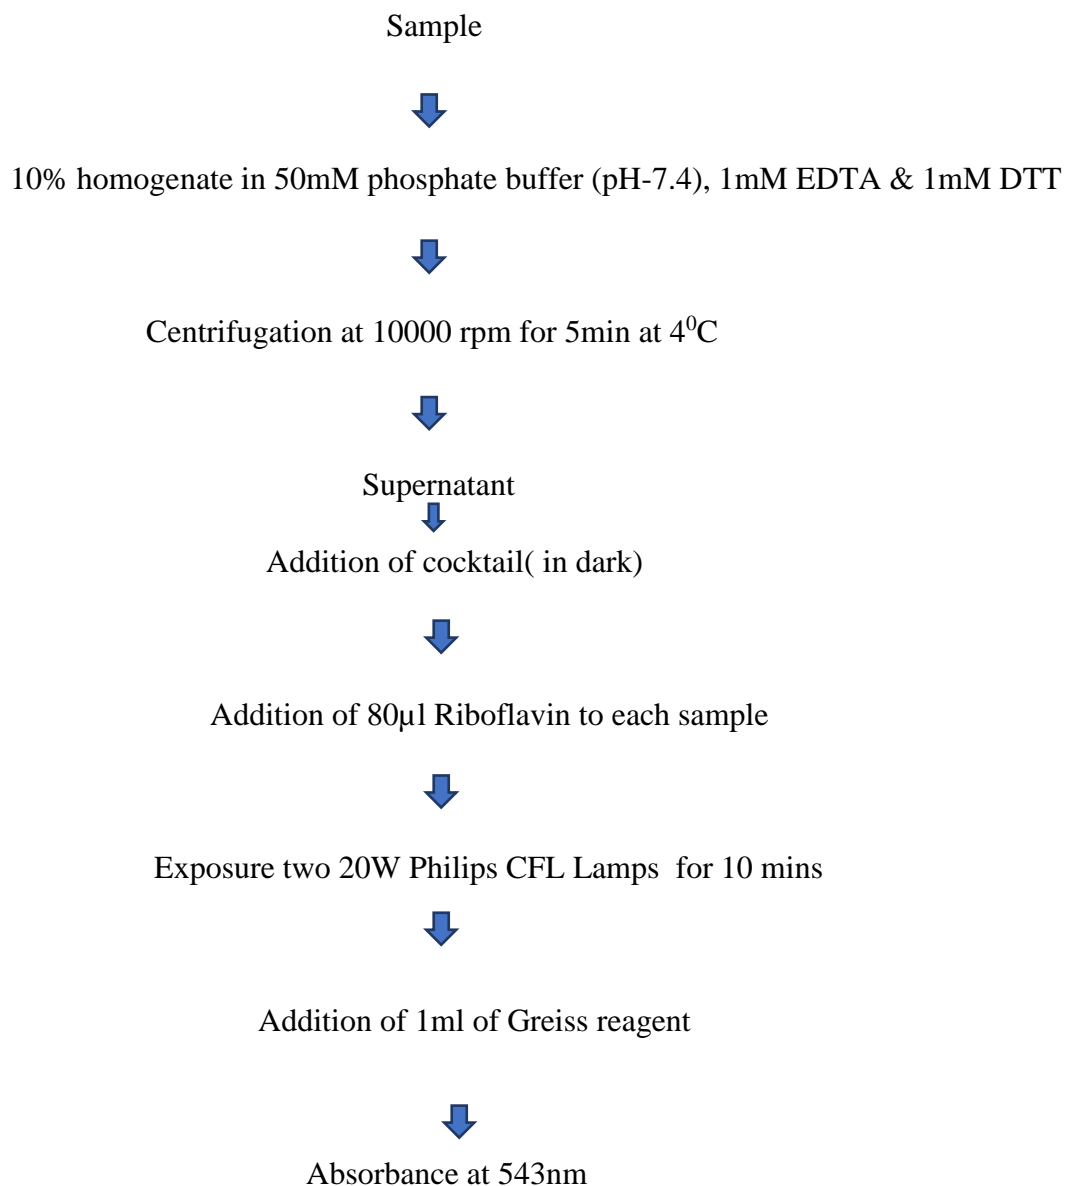 Sample
10% homogenate in 50mM phosphate buffer (pH-7.4), 1mM EDTA & 1mM DTT
Centrifugation at 10000 rpm for 5min at 4⁰C
Supernatant
Addition of cocktail( in dark)
Addition of 80µl Riboflavin to each sample
Exposure two 20W Philips CFL Lamps  for 10 mins
Addition of 1ml of Greiss reagent
Absorbance at 543nm